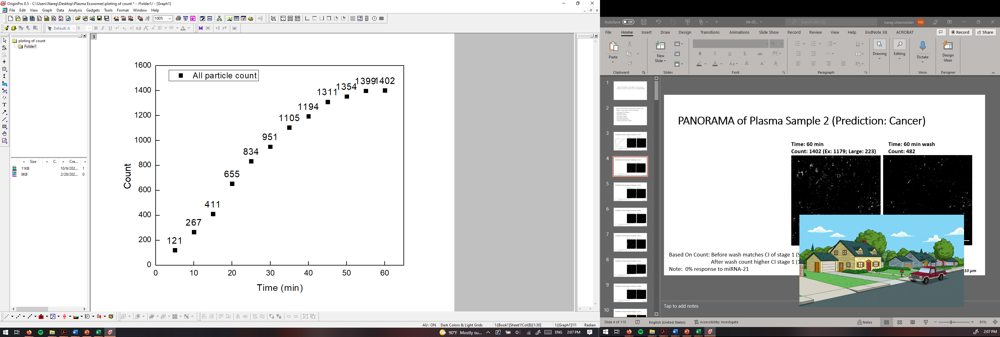 OriginPro 8.5 - C:\Users\Nareg\Desktop\Plasma Exosomes\ploting of count * - /Folder1/ - [Graph1]
File Edit View Graph Data Analysis Gadgets Tools Format Window Help
100%
Default: A 0
ploting of count
Folder1
Size C. Cre...
11KB 10/9/202... 1
8KB 2/28/202... 0
1
All particle count
1600
1400
1200
1000
800
600
400
200
0
Count
121
267
411
655
834
951
1105
1194
1311
1354
1399
1402
0 10 20 30 40 50 60
Time (min)
AU : ON Dark Colors & Light Grids 1:[Book1]Sheet1!Col(B)[1:30] 1:[Graph1]1!1 Radian
90°F Mostly su... ENG 2:07 PM
AutoSave Off 04-20... Search (Alt+Q) nareg ohannesian NO
File Home Insert Draw Design Transitions Animations Slide Show Record Review View Help EndNote X8 ACROBAT Record Share
Paste
New Slide
18
Drawing
Editing
Dictate
Design Ideas
Clipboard Slides Font Paragraph Voice Designer
1
2
3
4
5
6
7
8
9
10
PANORAMA of Plasma Sample 2 (Prediction: Cancer)
Time: 60 min
Count: 1402 (Ex: 1179; Large: 223)
Time: 60 min wash
Count: 482
Based On Count: Before wash matches CI of stage 1
After wash count higher CI stage 1
Note: 0% response to miRNA-21
10 µm
Tap to add notes
Slide 4 of 110 English (United States) Accessibility: Investigate Notes 81%
2:07 PM